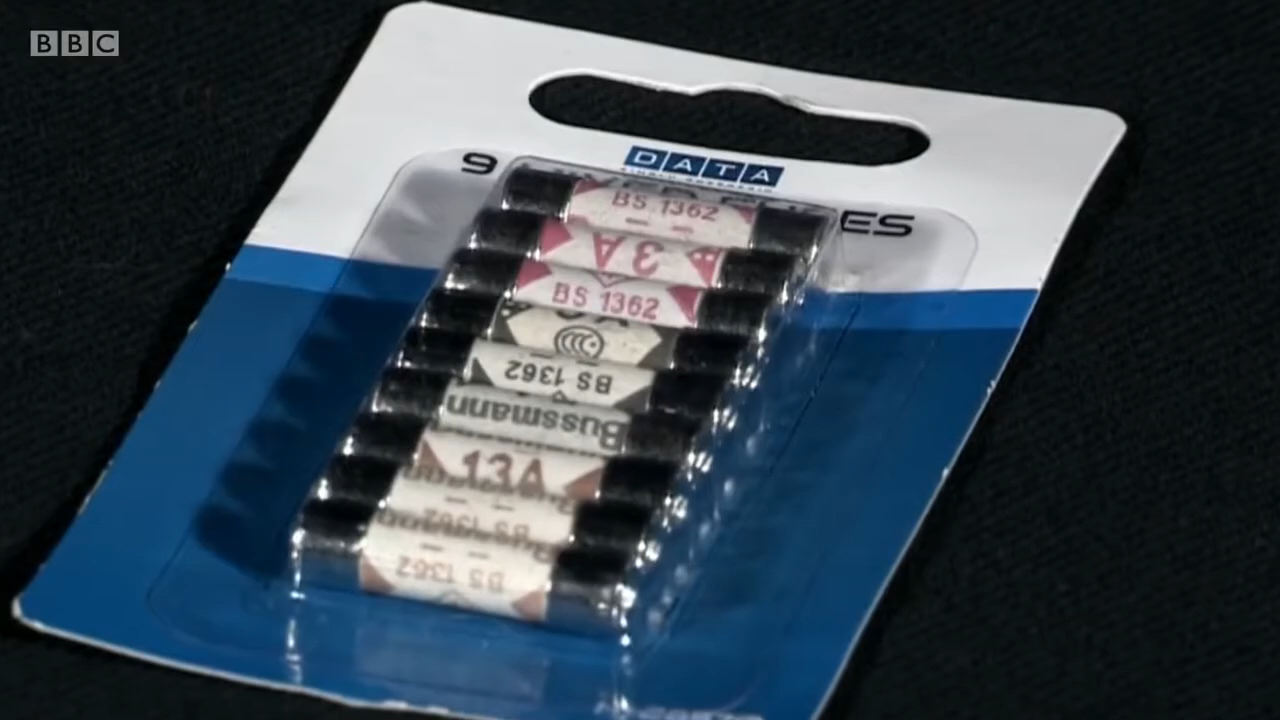 BBC
DATA
9
ES
BS 1362
3A
BS 1362
BS 1362
Bussmann
13A
BS 1362
BS 1362